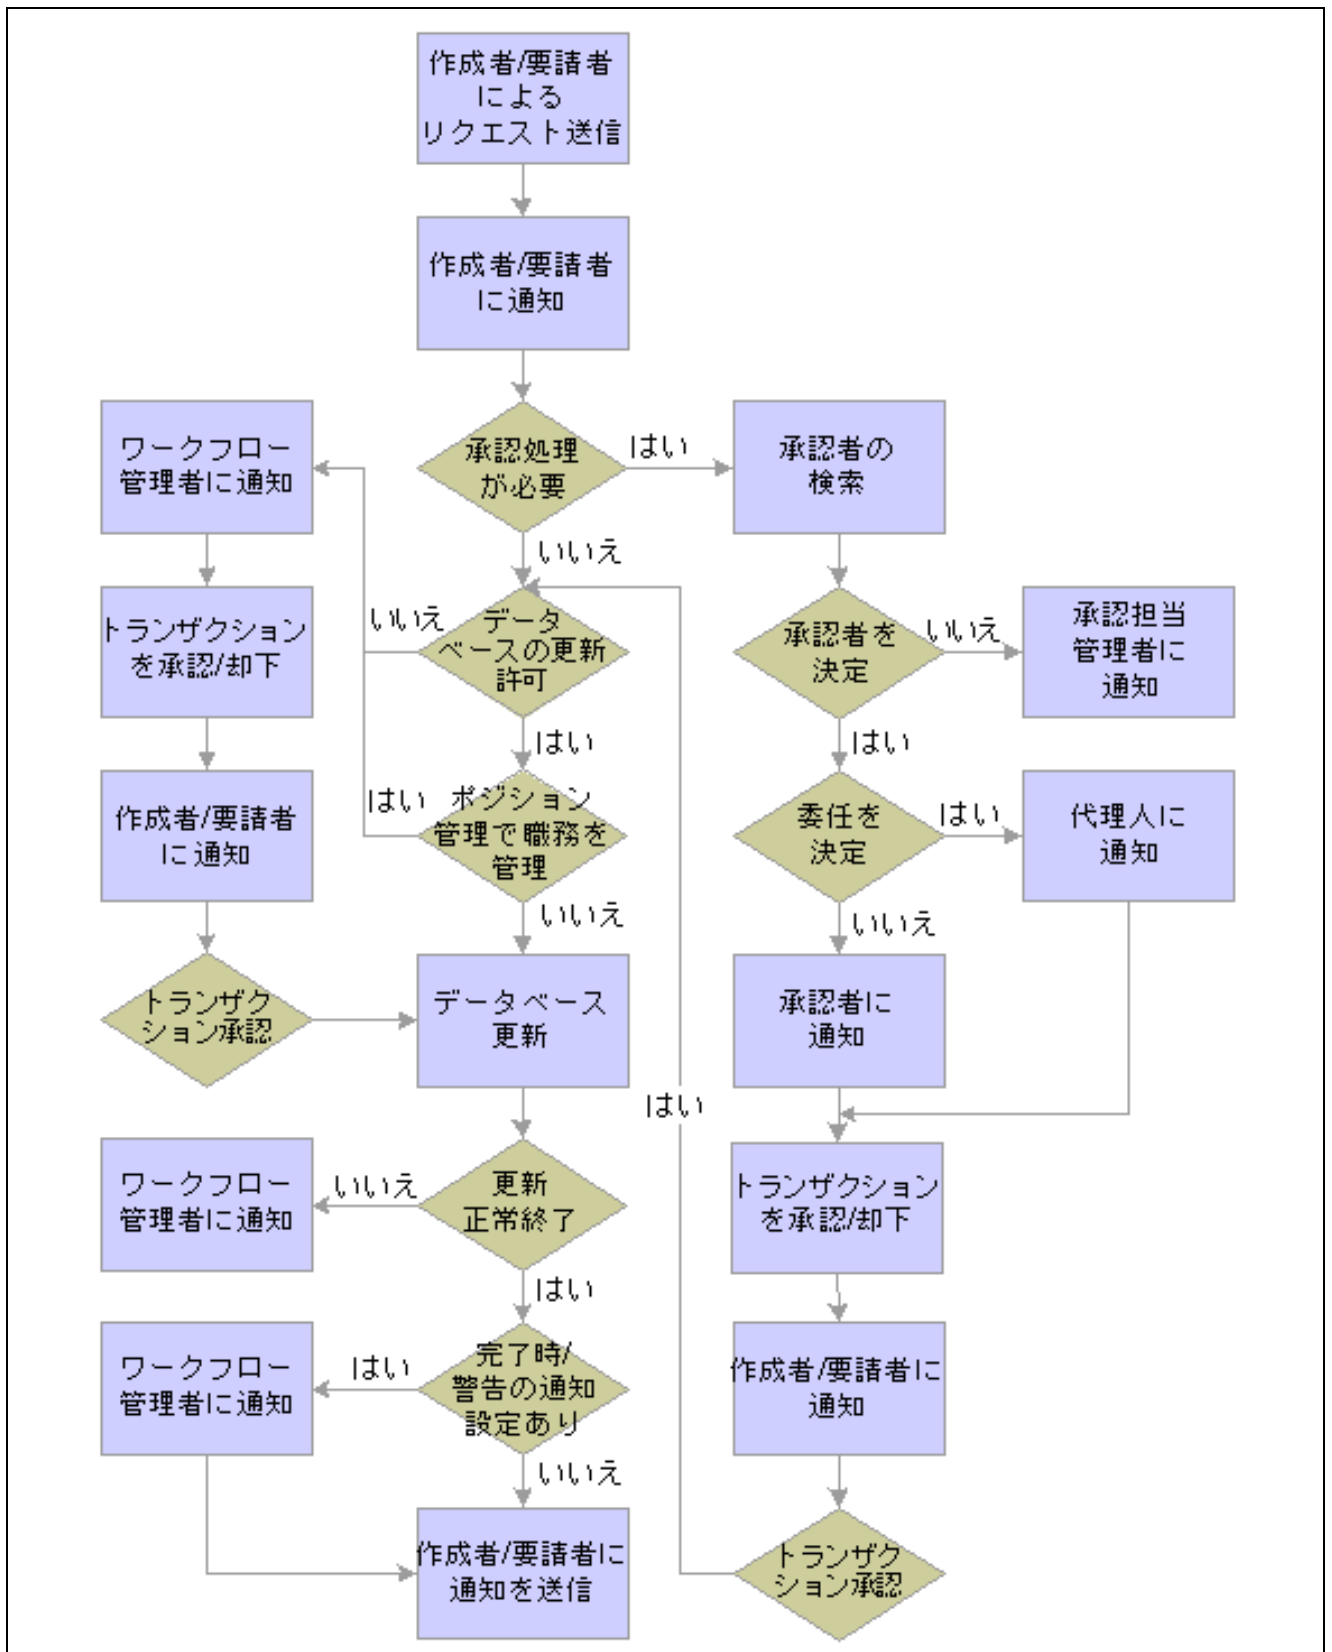 作成者/要請者
による
リクエスト送信
作成者/要請者
に通知
ワークフロー
管理者に通知
承認処理
が必要
はい
承認者の
検索
いいえ
トランザクション
を承認/却下
いいえ
データ
ベースの更新
許可
承認者を
決定
いいえ
承認担当
管理者に
通知
はい
はい
作成者/要請者
に通知
はい
ポジション
管理で職務を
管理
委任を
決定
はい
代理人に
通知
いいえ
いいえ
トランザク
ション承認
データベース
更新
承認者に
通知
はい
ワークフロー
管理者に通知
いいえ
更新
正常終了
トランザクション
を承認/却下
はい
ワークフロー
管理者に通知
はい
完了時/
警告の通知
設定あり
作成者/要請者に
通知
いいえ
作成者/要請者に
通知を送信
トランザク
ション承認